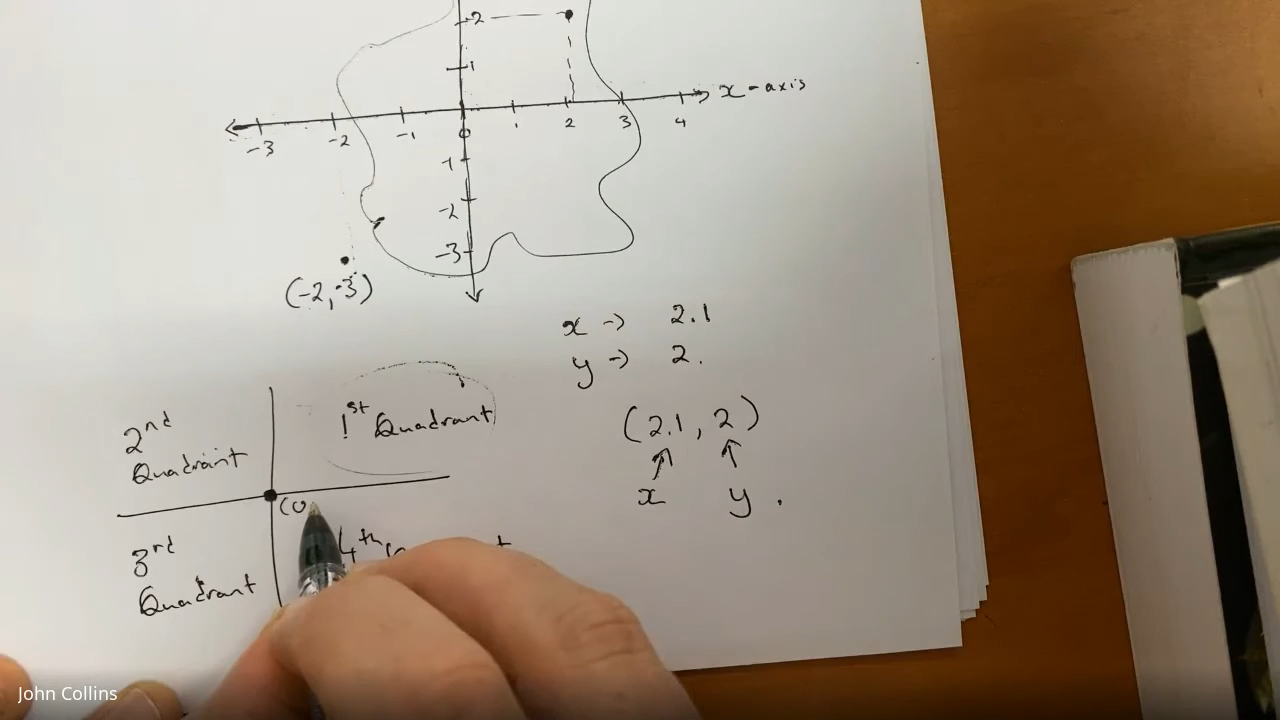 2
1
x-axis
-3 -2 -1 0 1 2 3 4
-1
-2
-3
(-2,-3)
x → 2.1
y → 2.
(2.1, 2)
x y.
2nd
Quadraint
1st Quadrant
(0
3rd
Quadrant
4th
John Collins